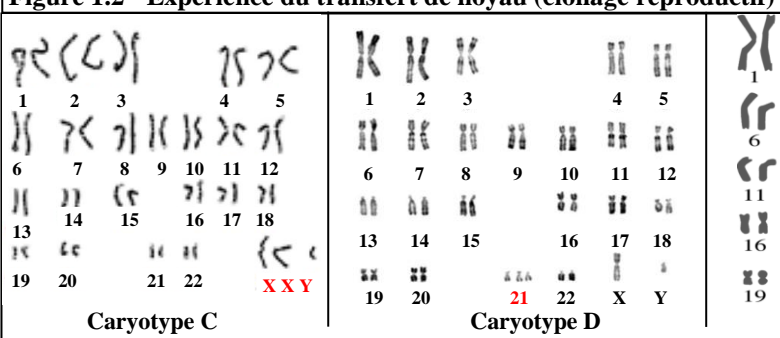 Figure 1.2 Expérience du transfert de noyau (clonage reproductif)
1 2 3 4 5
6 7 8 9 10 11 12
13 14 15 16 17 18
19 20 21 22 X X Y
Caryotype C
1 2 3 4 5
6 7 8 9 10 11 12
13 14 15 16 17 18
19 20 21 22 X Y
Caryotype D
1
6
11
16
19